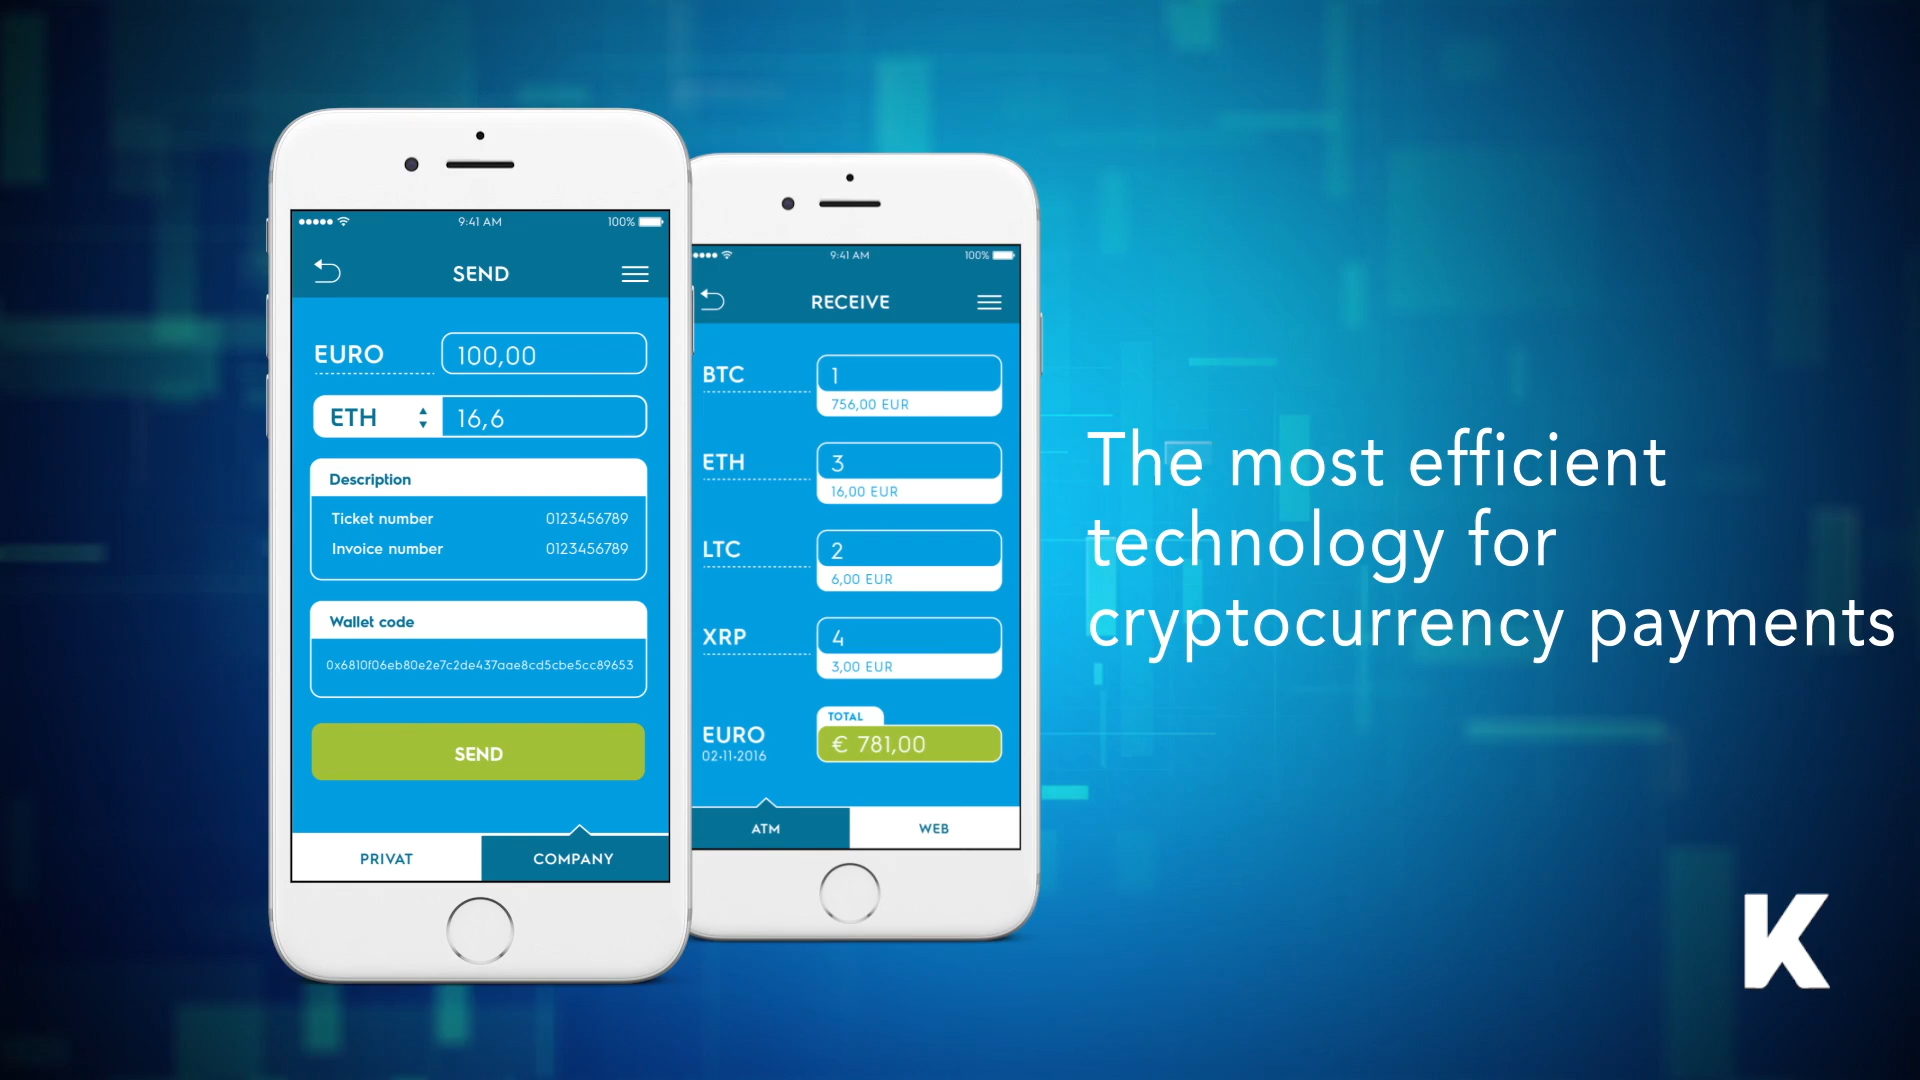 9:41 AM 100%
SEND
EURO 100,00
ETH 16,6
Description
Ticket number 0123456789
Invoice number 0123456789
Wallet code
0x6810f06eb80e2e7c2de437aae8cd5cbe5cc89653
SEND
PRIVAT COMPANY
9:41 AM 100%
RECEIVE
BTC 1
756,00 EUR
ETH 3
16,00 EUR
LTC 2
6,00 EUR
XRP 4
3,00 EUR
TOTAL
EURO € 781,00
02-11-2016
ATM WEB
The most efficient
technology for
cryptocurrency payments
K